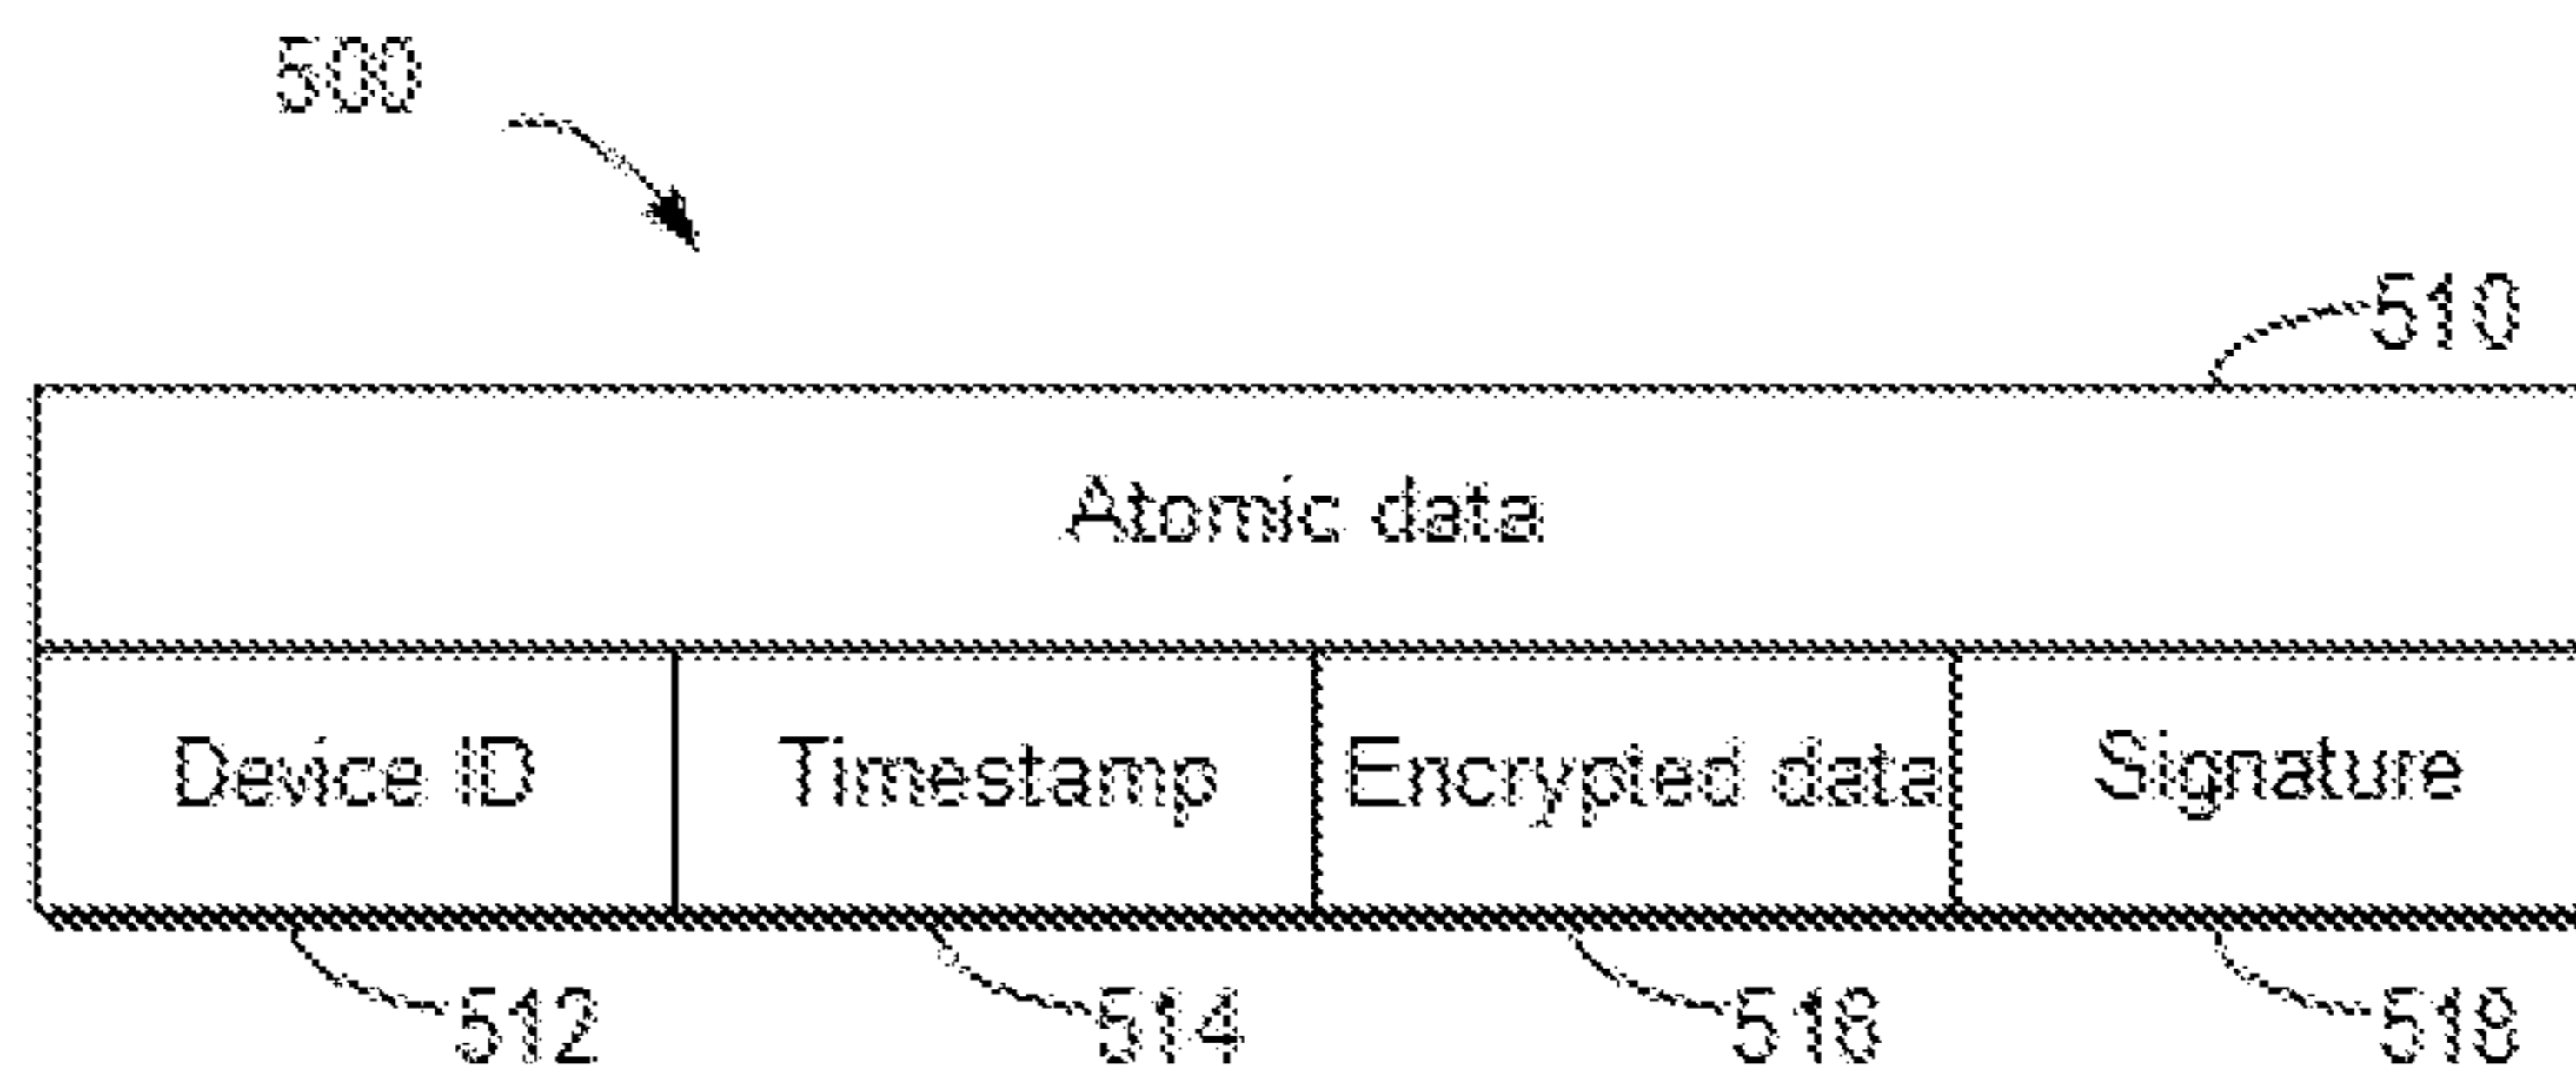 500
510
Atomic data
Device ID Timestamp Encrypted data Signature
512 514 516 518